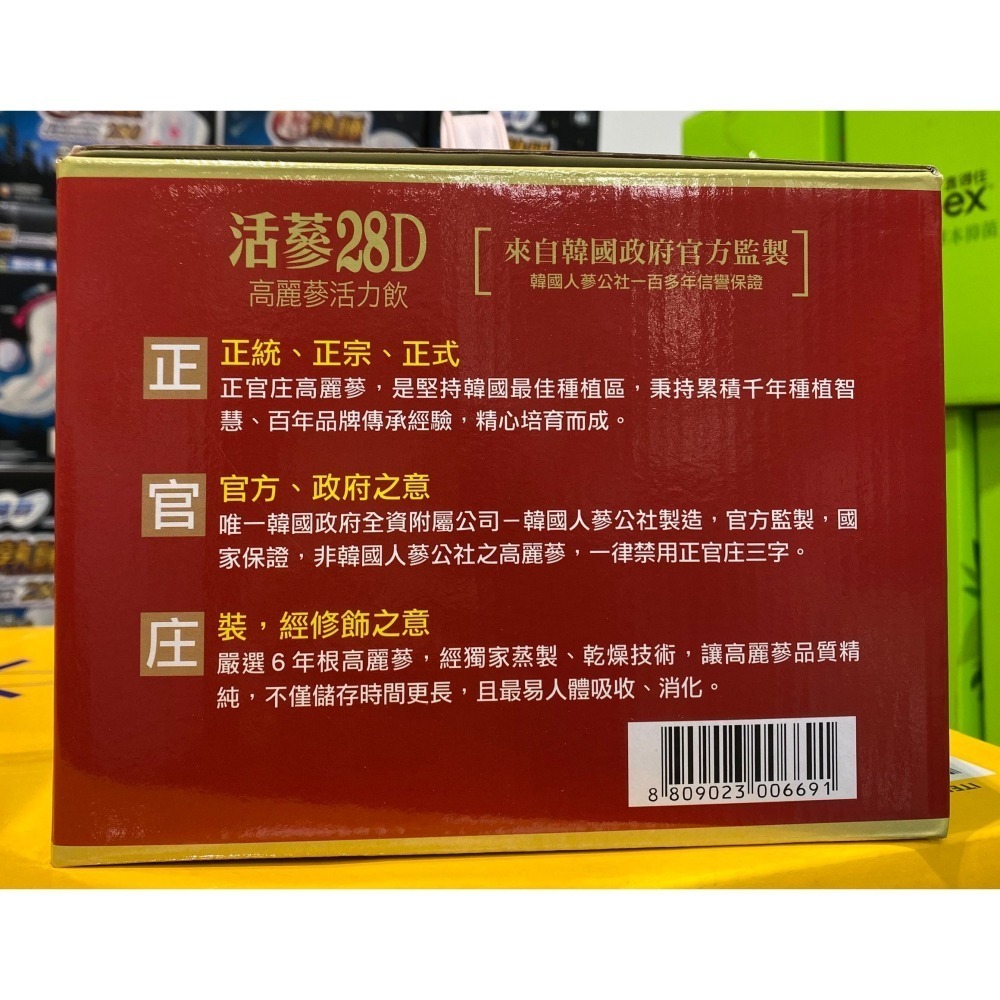 活蔘28D
高麗蔘活力飲
來自韓國政府官方監製
韓國人蔘公社一百多年信譽保證
正
正統、正宗、正式
正官庄高麗蔘，是堅持韓國最佳種植區，秉持累積千年種植智
慧、百年品牌傳承經驗，精心培育而成。
官
官方、政府之意
唯一韓國政府全資附屬公司－韓國人蔘公社製造，官方監製，國
家保證，非韓國人蔘公社之高麗蔘，一律禁用正官庄三字。
庄
裝，經修飾之意
嚴選6年根高麗蔘，經獨家蒸製、乾燥技術，讓高麗蔘品質精
純，不僅儲存時間更長，且最易人體吸收、消化。
8 809023 006691
ex